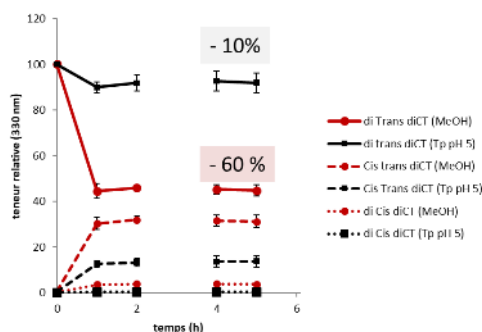 120
100
80
60
40
20
0
teneur relative (330 nm)
- 10%
- 60 %
0
2
4
6
temps (h)
di Trans diCT (MeOH)
di trans diCT (Tp pH 5)
Cis trans diCT (MeOH)
Cis Trans diCT (Tp pH 5)
di Cis diCT (MeOH)
di Cis diCT (Tp pH 5)